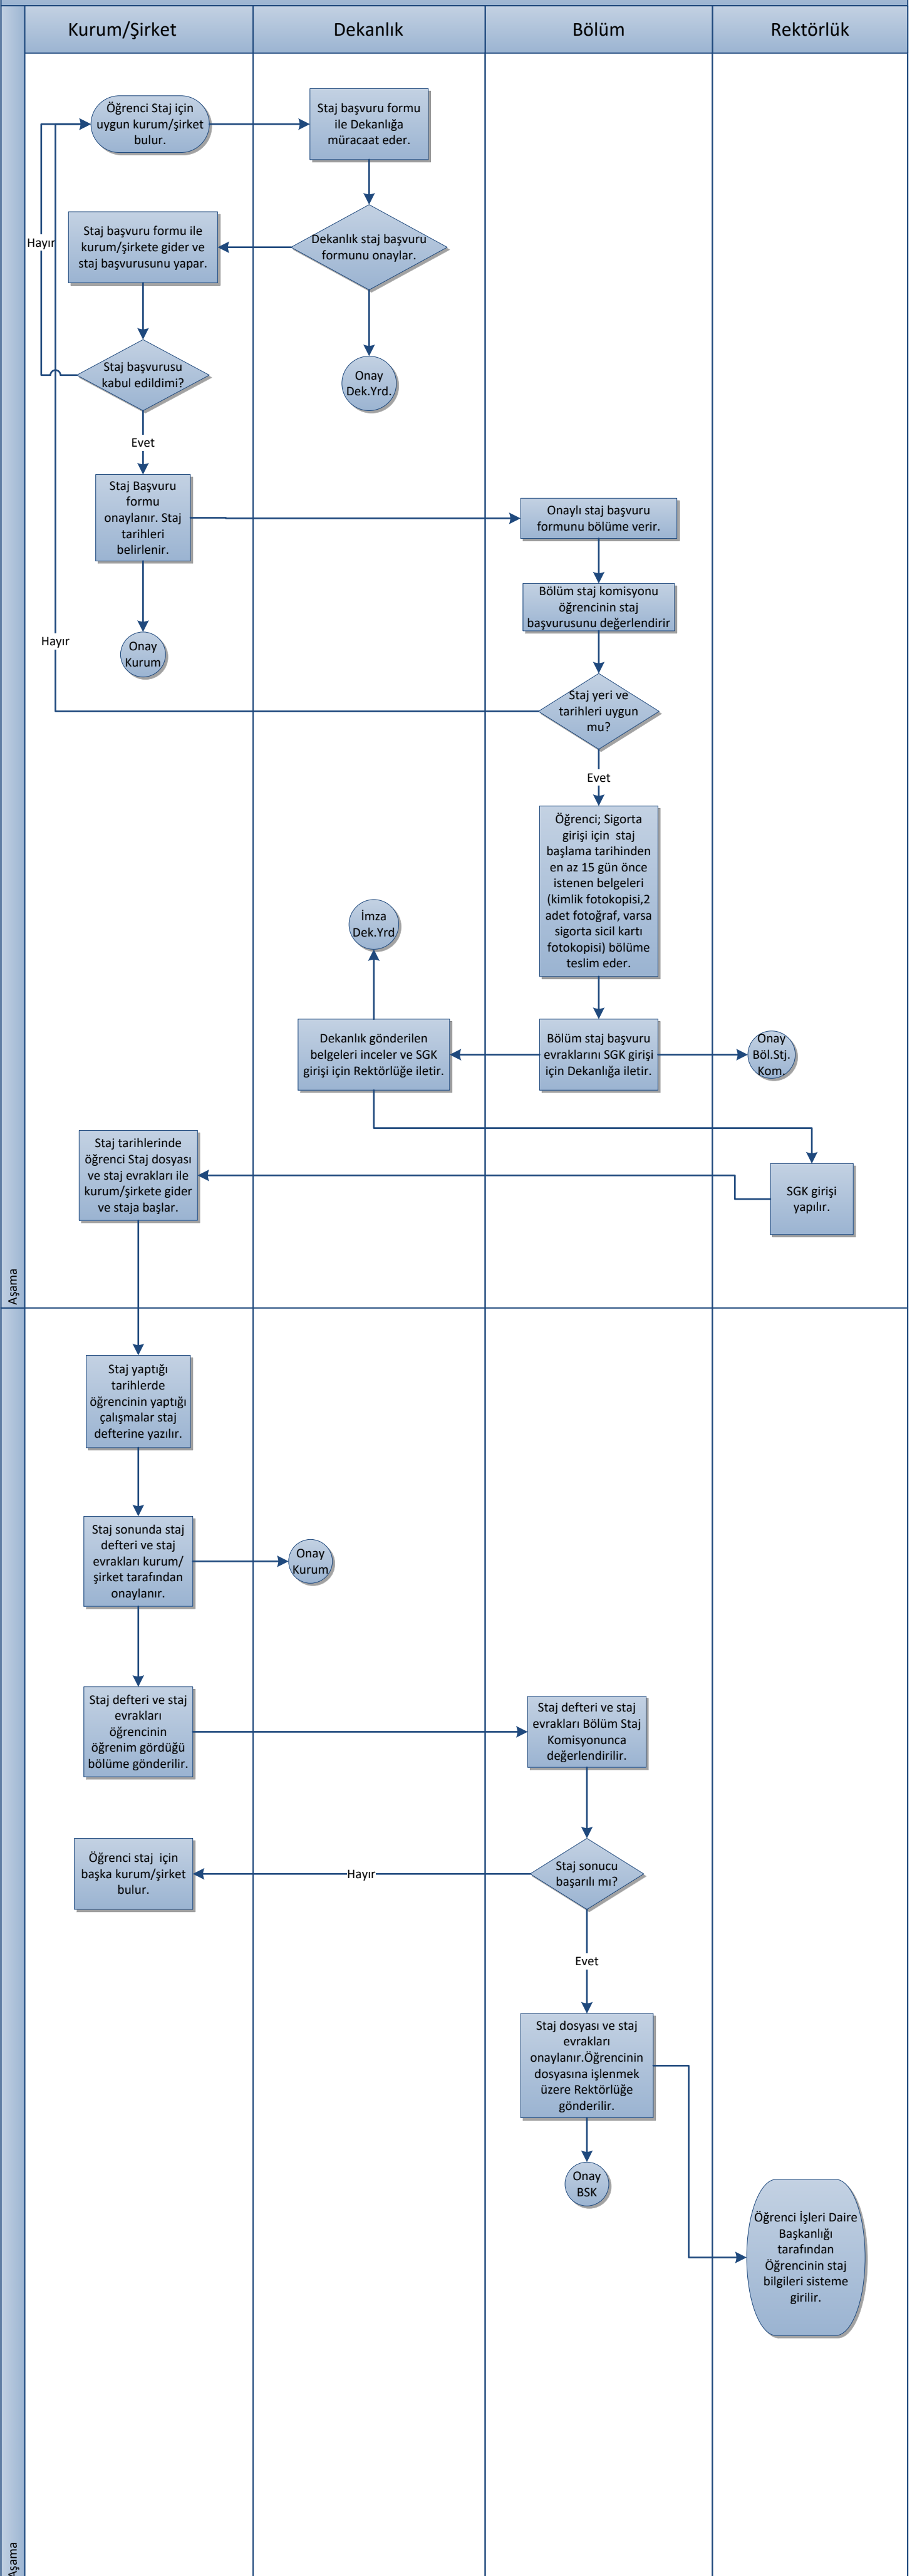 Kurum/Şirket
Dekanlık
Bölüm
Rektörlük
Öğrenci Staj için
uygun kurum/şirket
bulur.
Staj başvuru formu
ile Dekanlığa
müracaat eder.
Hayır
Staj başvuru formu ile
kurum/şirkete gider ve
staj başvurusunu yapar.
Dekanlık staj başvuru
formunu onaylar.
Staj başvurusu
kabul edildimi?
Onay
Dek.Yrd.
Evet
Staj Başvuru
formu
onaylanır. Staj
tarihleri
belirlenir.
Onaylı staj başvuru
formunu bölüme verir.
Bölüm staj komisyonu
öğrencinin staj
başvurusunu değerlendirir
Hayır
Onay
Kurum
Staj yeri ve
tarihleri uygun
mu?
Evet
Öğrenci; Sigorta
girişi için  staj
başlama tarihinden
en az 15 gün önce
istenen belgeleri
(kimlik fotokopisi,2
adet fotoğraf, varsa
sigorta sicil kartı
fotokopisi) bölüme
teslim eder.
İmza
Dek.Yrd
Dekanlık gönderilen
belgeleri inceler ve SGK
girişi için Rektörlüğe iletir.
Bölüm staj başvuru
evraklarını SGK girişi
için Dekanlığa iletir.
Onay
Böl.Stj.
Kom.
Staj tarihlerinde
öğrenci Staj dosyası
ve staj evrakları ile
kurum/şirkete gider
ve staja başlar.
SGK girişi
yapılır.
Aşama
Staj yaptığı
tarihlerde
öğrencinin yaptığı
çalışmalar staj
defterine yazılır.
Staj sonunda staj
defteri ve staj
evrakları kurum/
şirket tarafından
onaylanır.
Onay
Kurum
Staj defteri ve staj
evrakları
öğrencinin
öğrenim gördüğü
bölüme gönderilir.
Staj defteri ve staj
evrakları Bölüm Staj
Komisyonunca
değerlendirilir.
Öğrenci staj  için
başka kurum/şirket
bulur.
Hayır
Staj sonucu
başarılı mı?
Evet
Staj dosyası ve staj
evrakları
onaylanır.Öğrencinin
dosyasına işlenmek
üzere Rektörlüğe
gönderilir.
Onay
BSK
Öğrenci İşleri Daire
Başkanlığı
tarafından
Öğrencinin staj
bilgileri sisteme
girilir.
Aşama